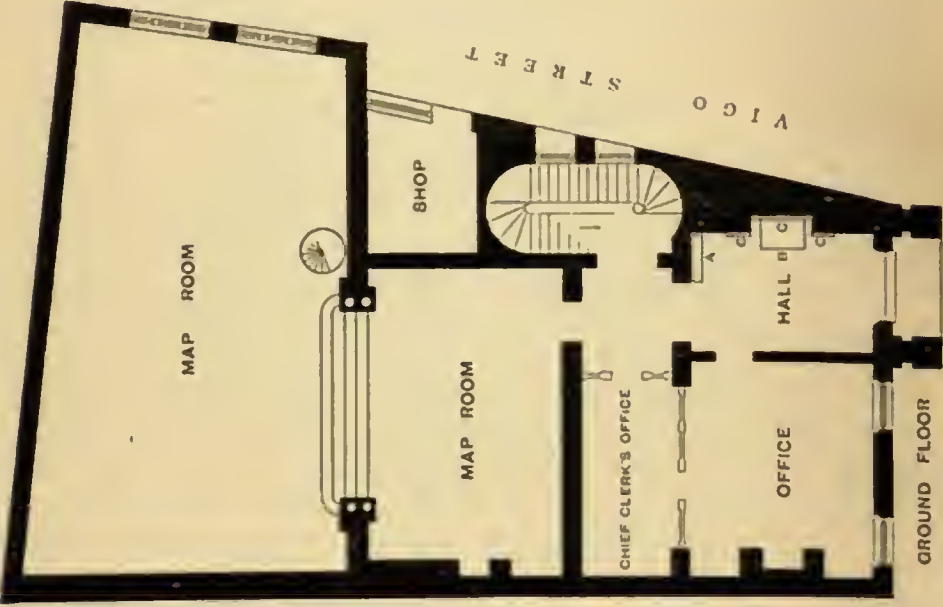 VIGO STREET
MAP ROOM
SHOP
MAP ROOM
CHIEF CLERK'S OFFICE
A
C
B
C
C
HALL
OFFICE
GROUND FLOOR